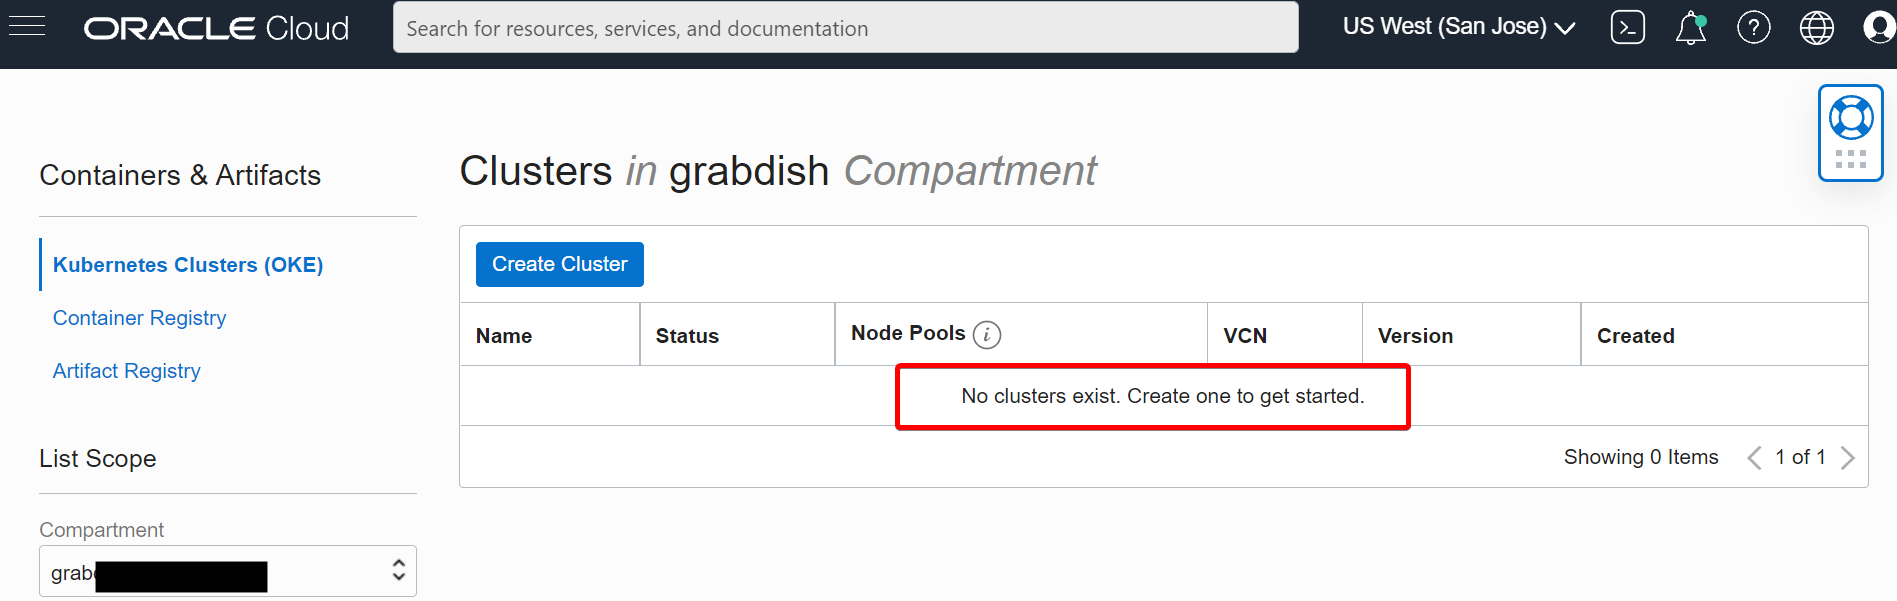 ORACLE Cloud
Search for resources, services, and documentation
US West (San Jose)
Containers & Artifacts
Kubernetes Clusters (OKE)
Container Registry
Artifact Registry
List Scope
Compartment
Clusters in grabdish Compartment
Create Cluster
Name Status Node Pools i VCN Version Created
No clusters exist. Create one to get started.
Showing 0 Items 1 of 1